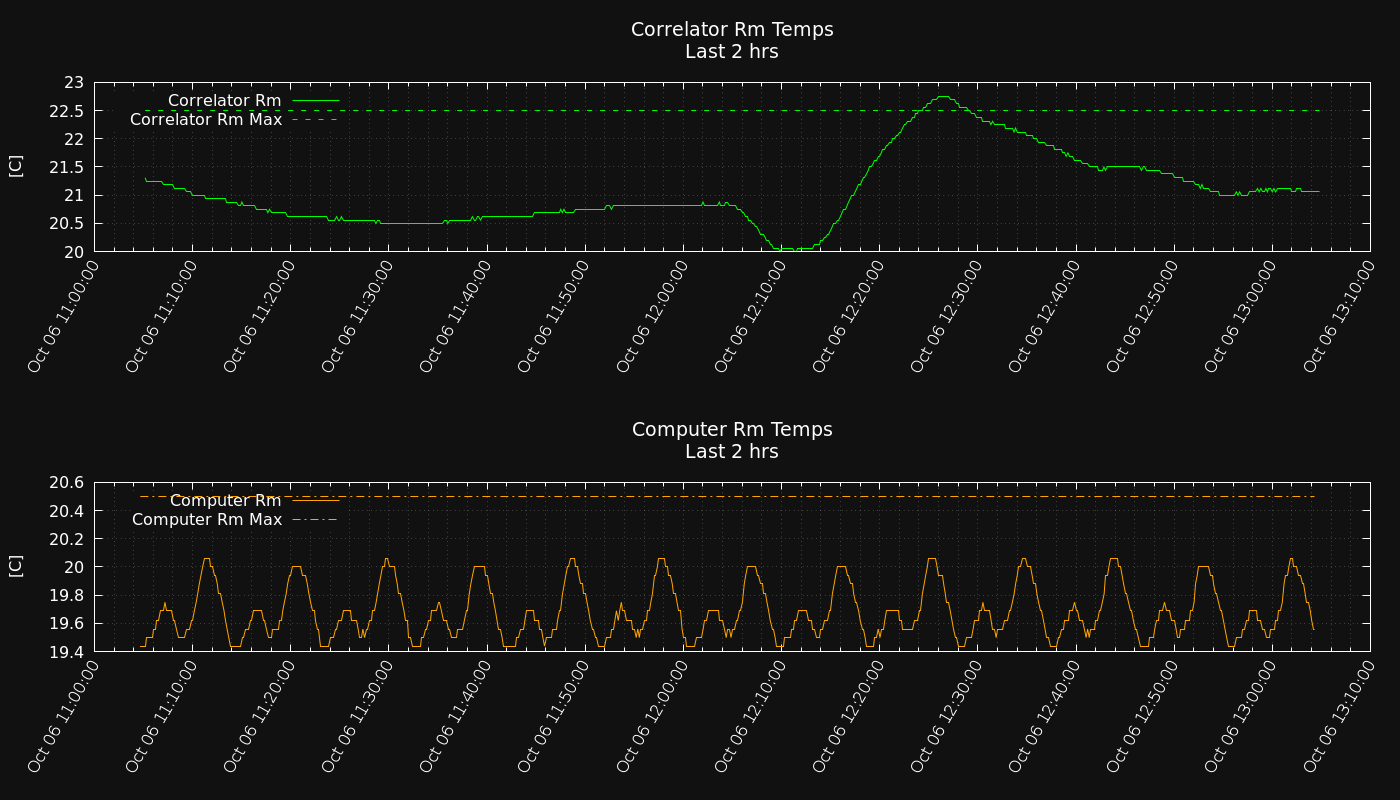 Correlator Rm Temps
Last 2 hrs
23
22.5
22
21.5
21
20.5
20
[C]
Correlator Rm
Correlator Rm Max
Oct 06 11:00:00
Oct 06 11:10:00
Oct 06 11:20:00
Oct 06 11:30:00
Oct 06 11:40:00
Oct 06 11:50:00
Oct 06 12:00:00
Oct 06 12:10:00
Oct 06 12:20:00
Oct 06 12:30:00
Oct 06 12:40:00
Oct 06 12:50:00
Oct 06 13:00:00
Oct 06 13:10:00
Computer Rm Temps
Last 2 hrs
20.6
20.4
20.2
20
19.8
19.6
19.4
[C]
Computer Rm
Computer Rm Max
Oct 06 11:00:00
Oct 06 11:10:00
Oct 06 11:20:00
Oct 06 11:30:00
Oct 06 11:40:00
Oct 06 11:50:00
Oct 06 12:00:00
Oct 06 12:10:00
Oct 06 12:20:00
Oct 06 12:30:00
Oct 06 12:40:00
Oct 06 12:50:00
Oct 06 13:00:00
Oct 06 13:10:00